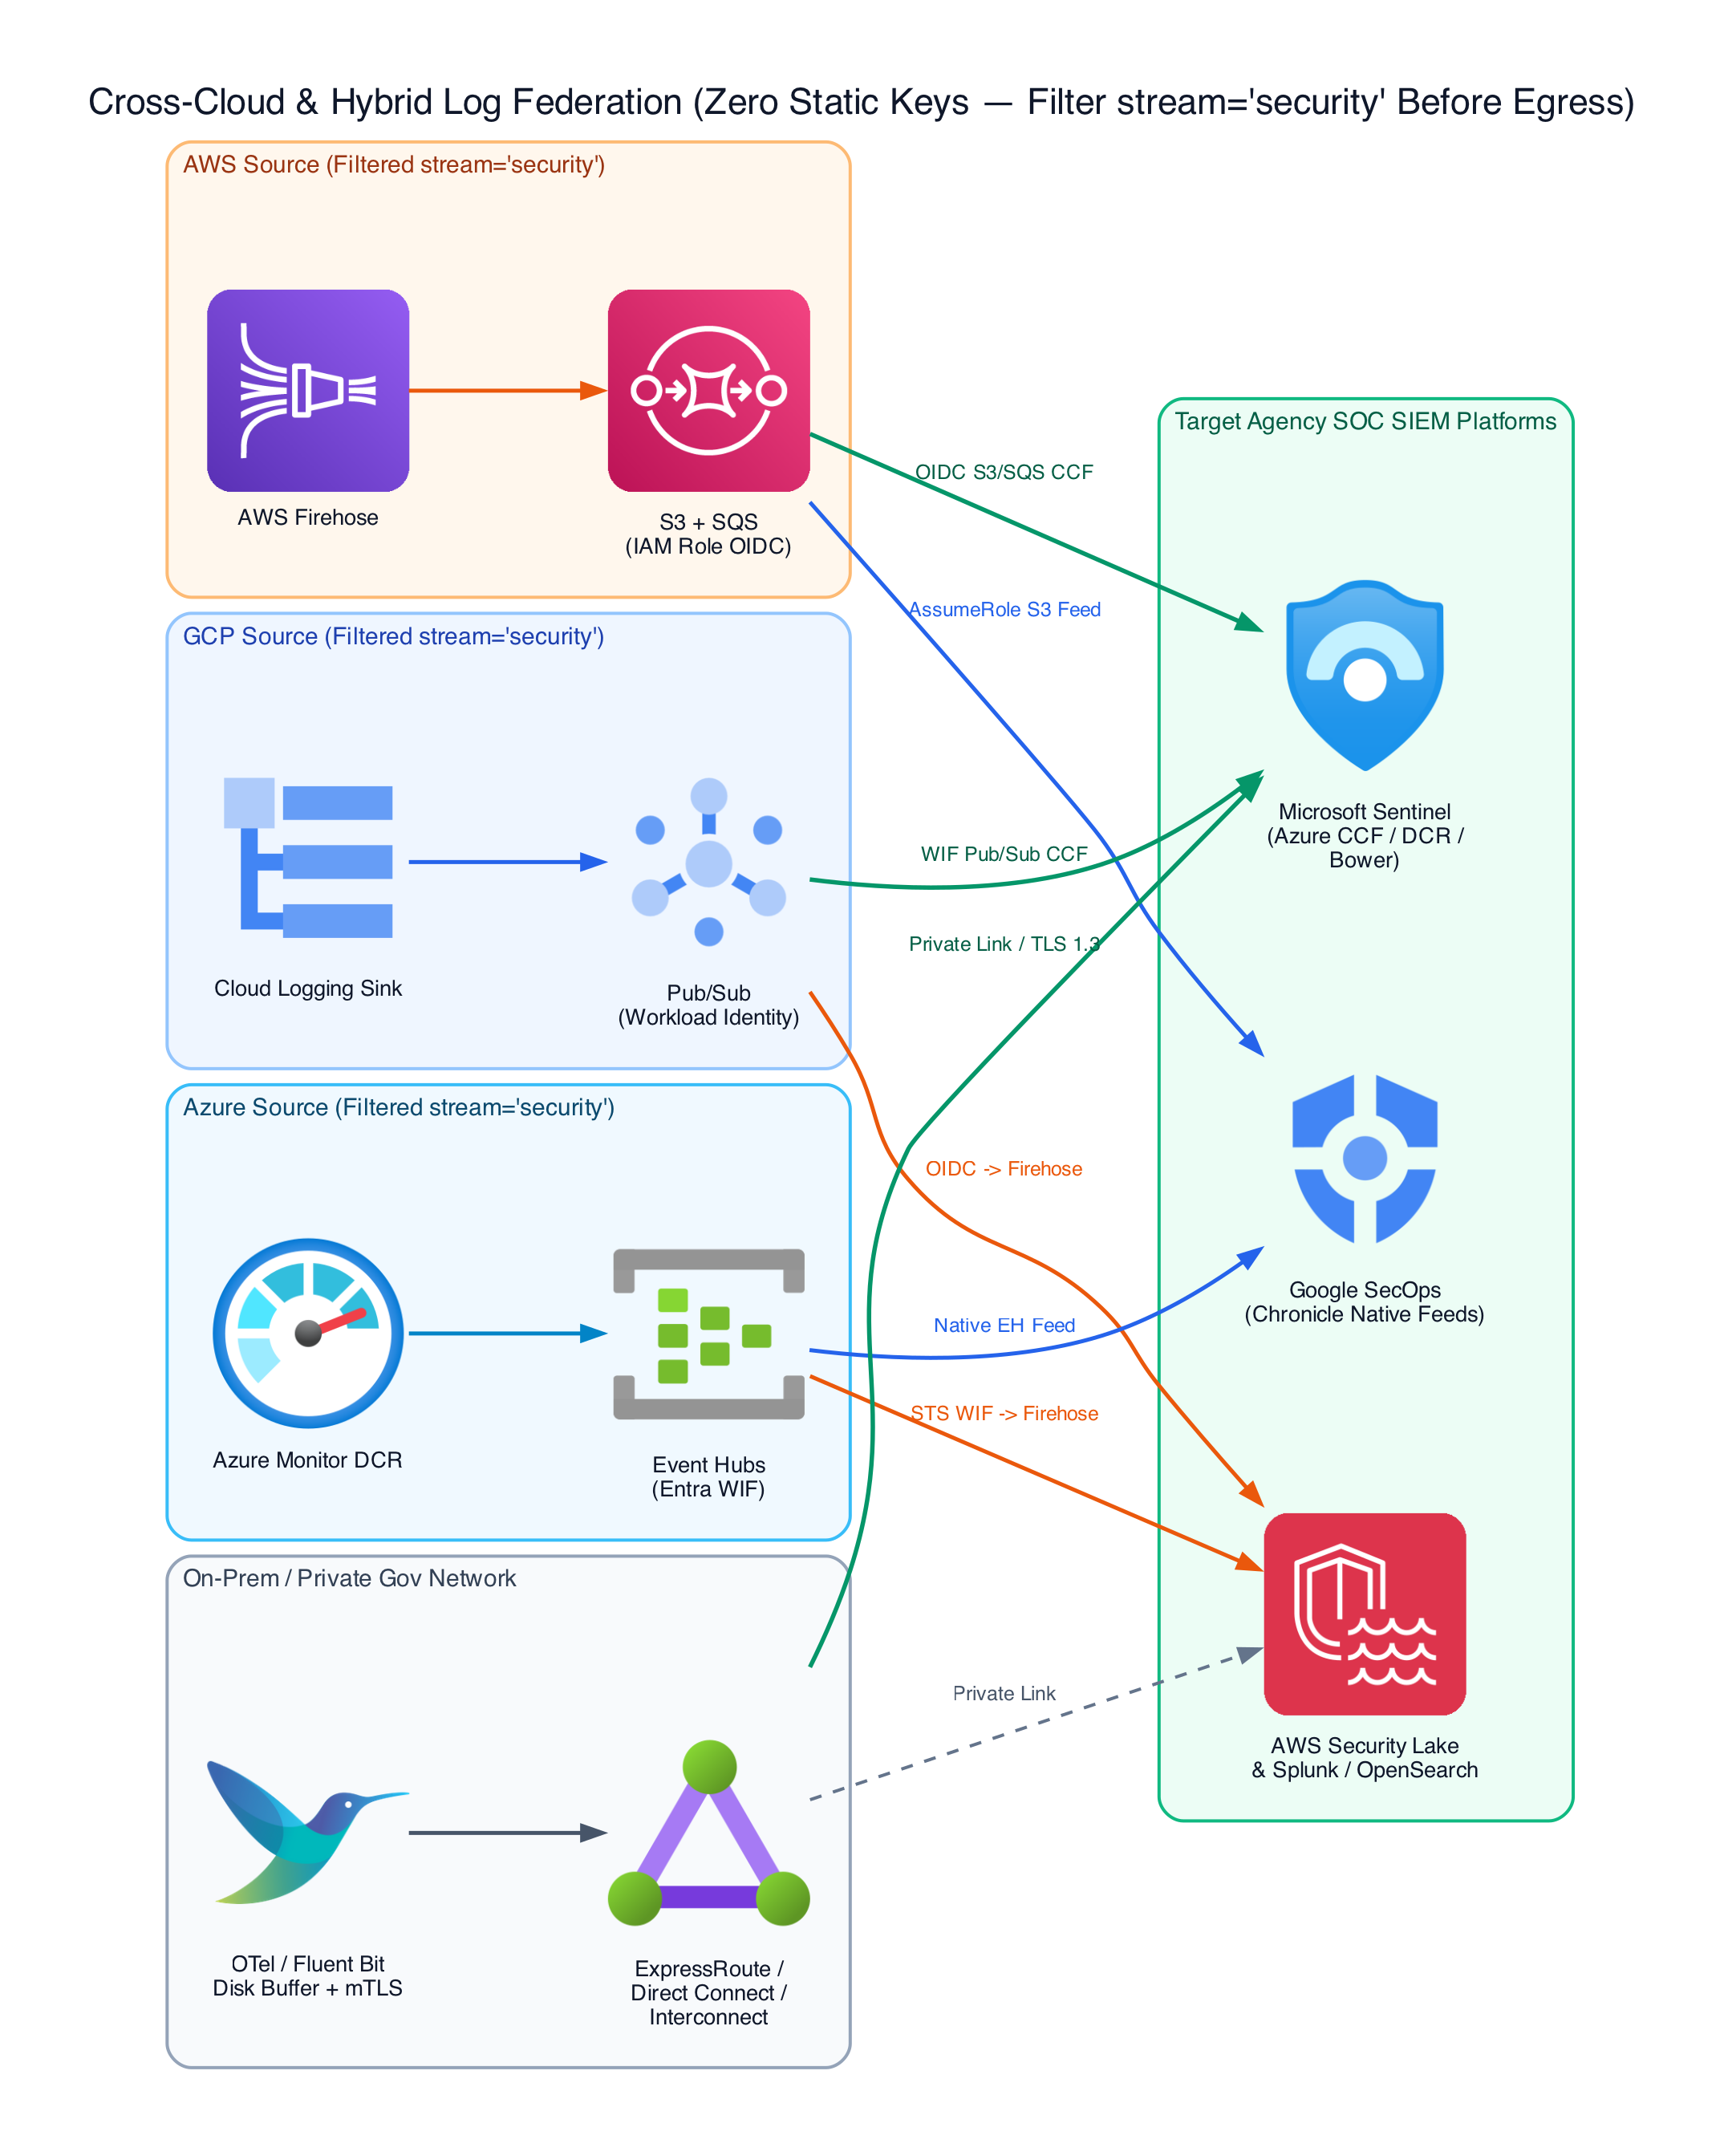 Cross-Cloud & Hybrid Log Federation (Zero Static Keys — Filter stream='security' Before Egress)
AWS Source (Filtered stream='security')
AWS Firehose
S3 + SQS
(IAM Role OIDC)
GCP Source (Filtered stream='security')
Cloud Logging Sink
Pub/Sub
(Workload Identity)
Azure Source (Filtered stream='security')
Azure Monitor DCR
Event Hubs
(Entra WIF)
On-Prem / Private Gov Network
OTel / Fluent Bit
Disk Buffer + mTLS
ExpressRoute /
Direct Connect /
Interconnect
OIDC S3/SQS CCF
AssumeRole S3 Feed
WIF Pub/Sub CCF
Private Link / TLS 1.3
OIDC -> Firehose
Native EH Feed
STS WIF -> Firehose
Private Link
Target Agency SOC SIEM Platforms
Microsoft Sentinel
(Azure CCF / DCR /
Bower)
Google SecOps
(Chronicle Native Feeds)
AWS Security Lake
& Splunk / OpenSearch